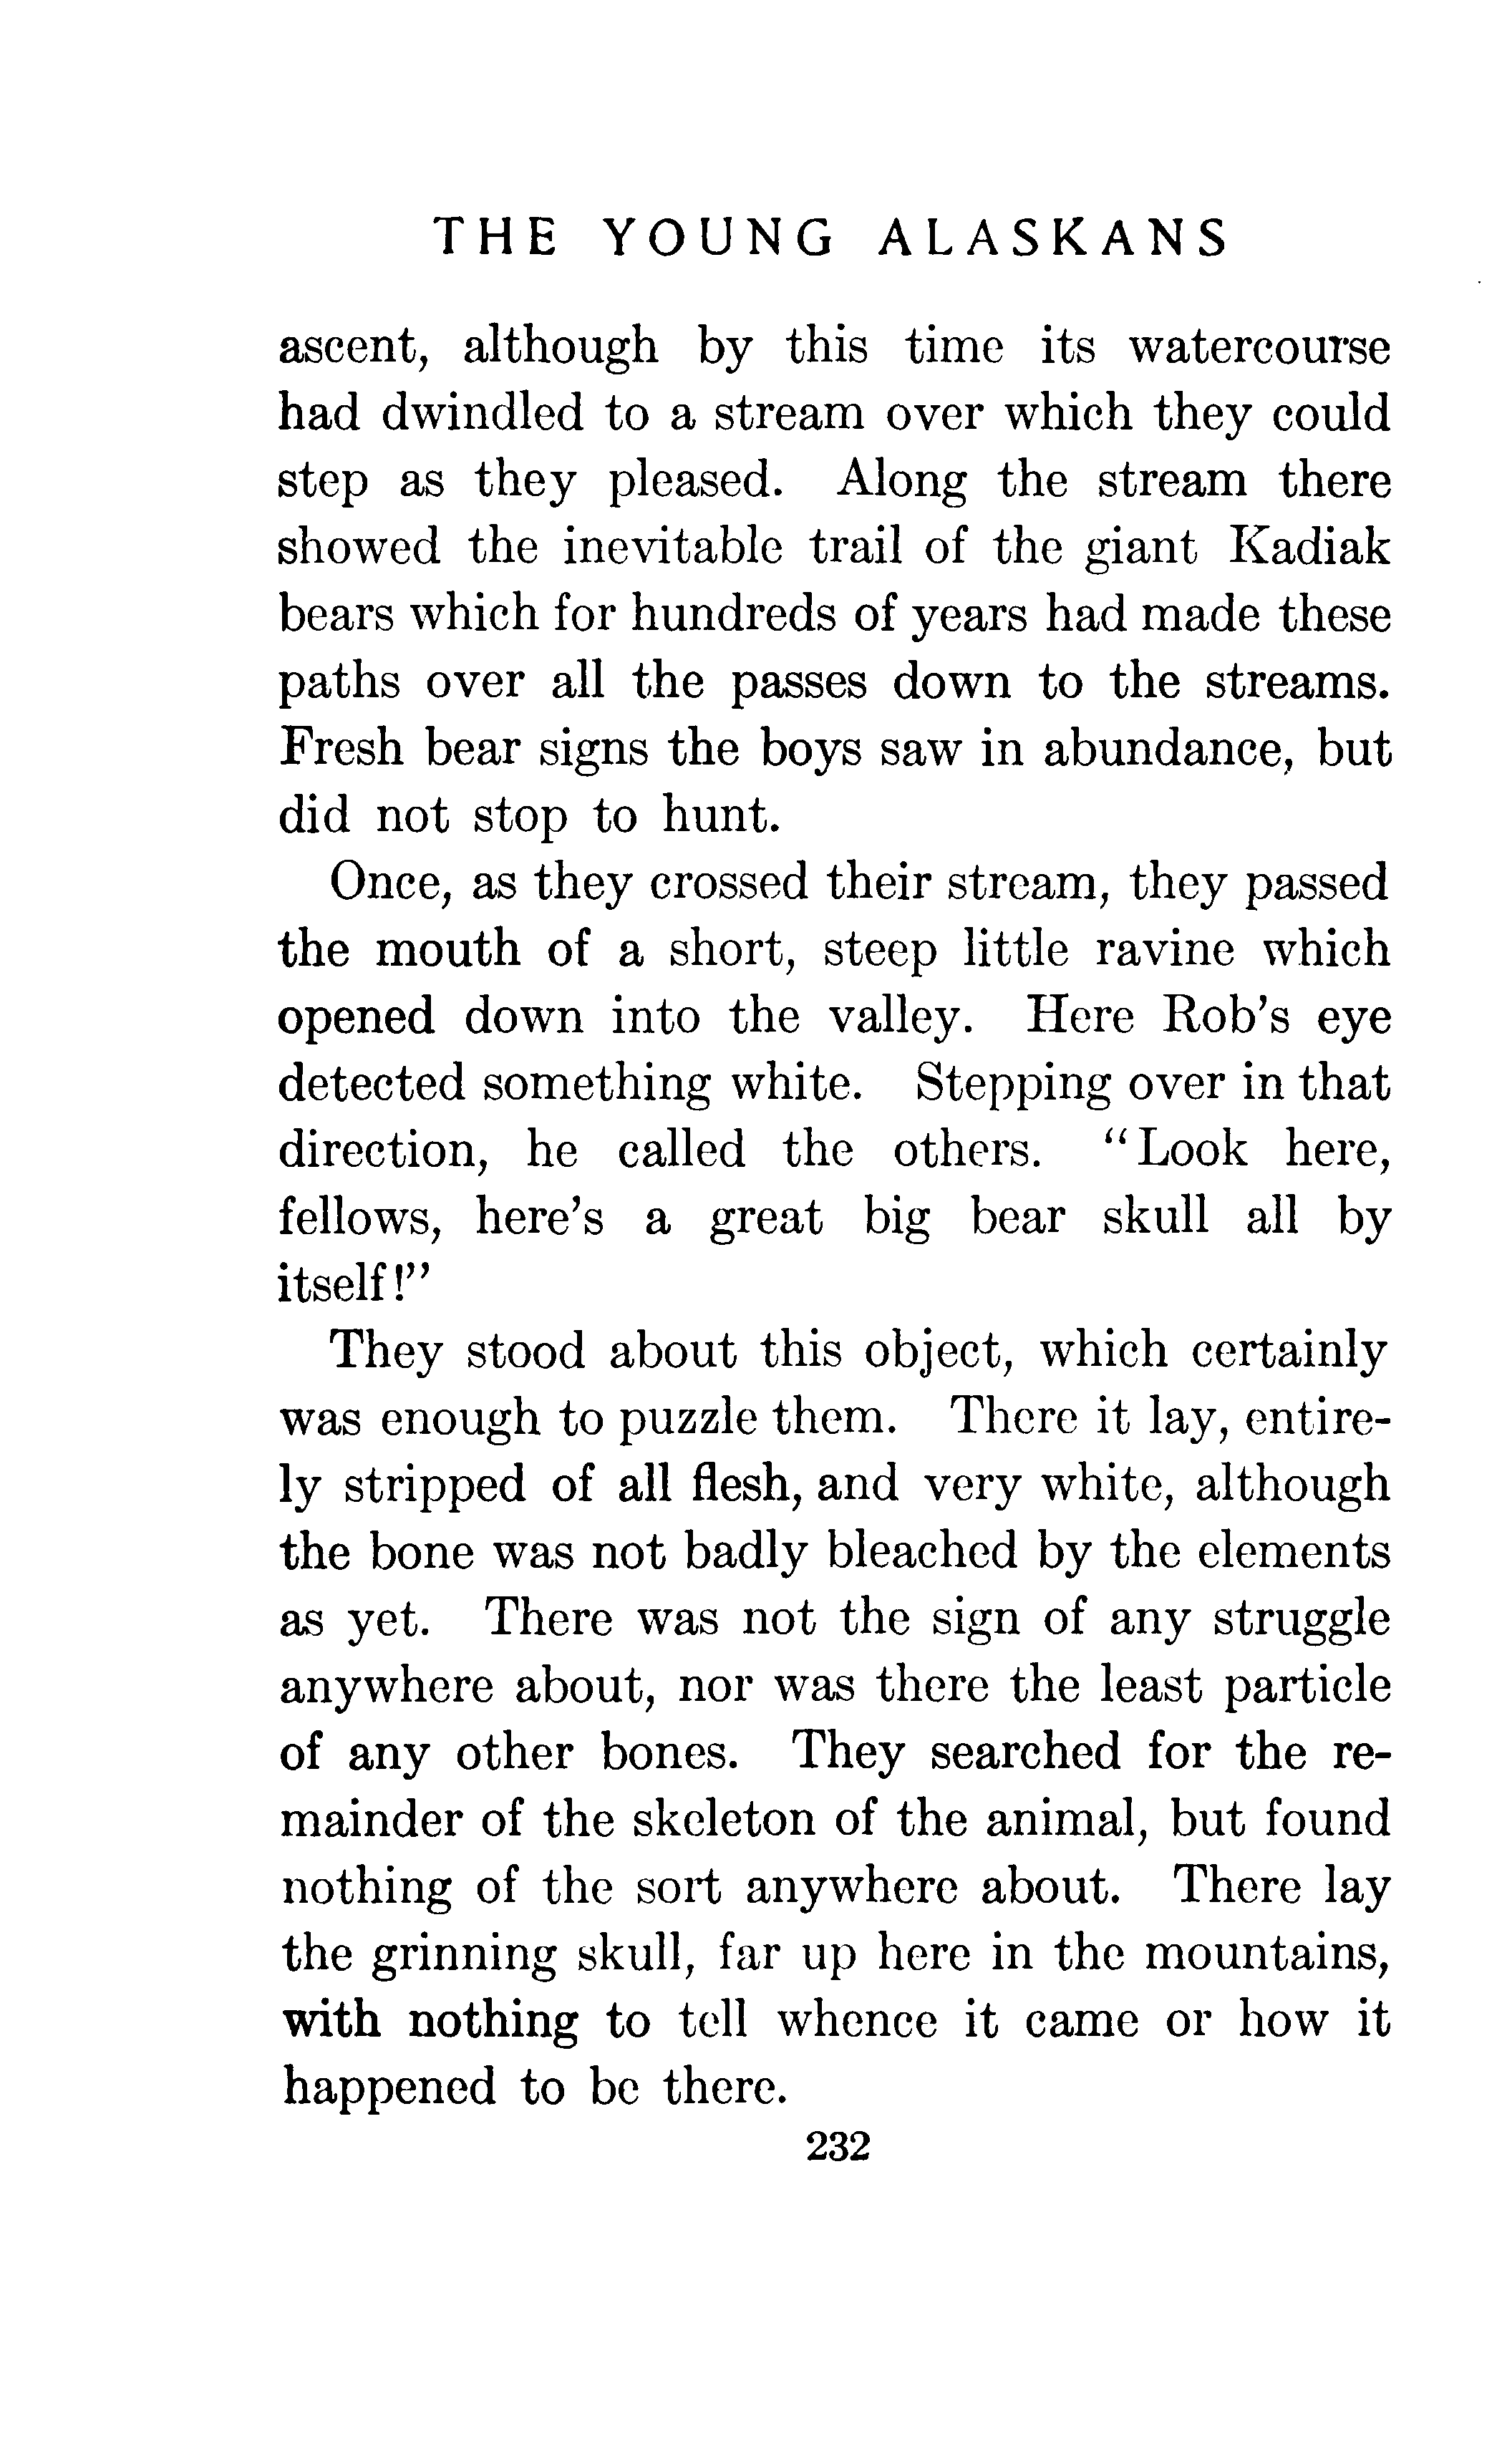 THE YOUNG ALASKANS
ascent, although by this time its watercourse
had dwindled to a stream over which they could
step as they pleased. Along the stream there
showed the inevitable trail of the giant Kadiak
bears which for hundreds of years had made these
paths over all the passes down to the streams.
Fresh bear signs the boys saw in abundance, but
did not stop to hunt.
Once, as they crossed their stream, they passed
the mouth of a short, steep little ravine which
opened down into the valley. Here Rob's eye
detected something white. Stepping over in that
direction, he called the others. "Look here,
fellows, here's a great big bear skull all by
itself!"
They stood about this object, which certainly
was enough to puzzle them. There it lay, entire-
ly stripped of all flesh, and very white, although
the bone was not badly bleached by the elements
as yet. There was not the sign of any struggle
anywhere about, nor was there the least particle
of any other bones. They searched for the re-
mainder of the skeleton of the animal, but found
nothing of the sort anywhere about. There lay
the grinning skull, far up here in the mountains,
with nothing to tell whence it came or how it
happened to be there.
232